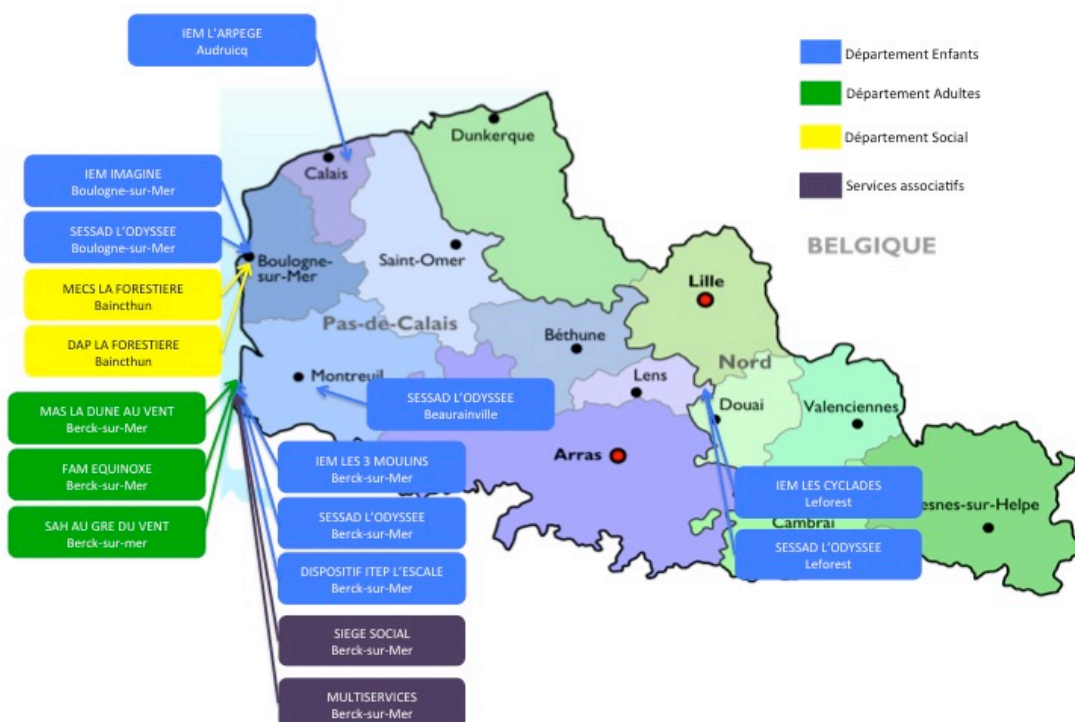 IEM L'ARPEGE
Audruicq
Département Enfants
Département Adultes
Département Social
Services associatifs
BELGIQUE
Dunkerque
Calais
IEM IMAGINE
Boulogne-sur-Mer
SESSAD L'ODYSSEE
Boulogne-sur-Mer
MECS LA FORESTIERE
Baincthun
DAP LA FORESTIERE
Baincthun
Boulogne-
sur-Mer
Saint-Omer
Lille
Pas-de-Calais
Béthune
Nord
Montreuil
Lens
Douai
Valenciennes
SESSAD L'ODYSSEE
Beaurainville
MAS LA DUNE AU VENT
Berck-sur-Mer
FAM EQUINOXE
Berck-sur-Mer
SAH AU GRE DU VENT
Berck-sur-mer
Arras
IEM LES 3 MOULINS
Berck-sur-Mer
SESSAD L'ODYSSEE
Berck-sur-Mer
DISPOSITIF ITEP L'ESCALE
Berck-sur-Mer
IEM LES CYCLADES
Leforest
Cambrai
esnes-sur-Helpe
SESSAD L'ODYSSEE
Leforest
SIEGE SOCIAL
Berck-sur-Mer
MULTISERVICES
Berck-sur-Mer